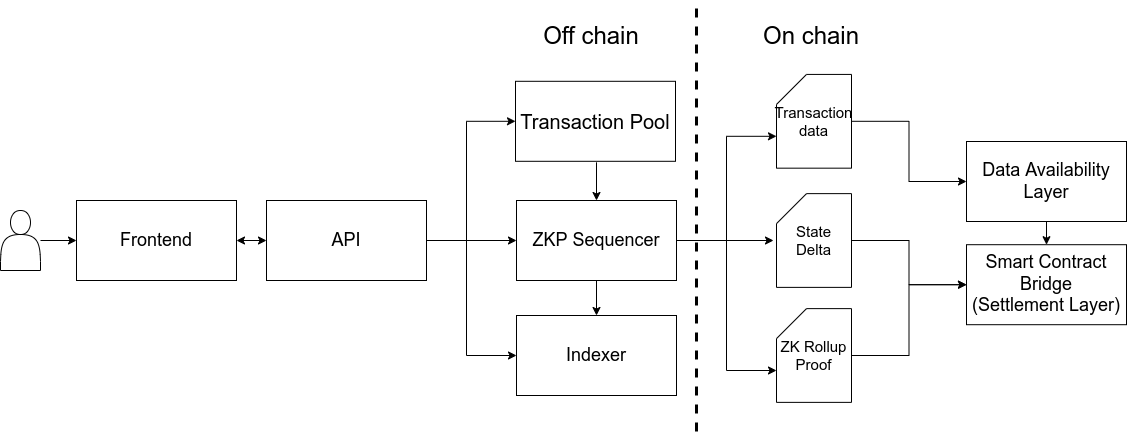 Off chain
On chain
Transaction Pool
Transaction
data
Data Availability
Layer
Frontend
API
ZKP Sequencer
State
Delta
Smart Contract
Bridge
(Settlement Layer)
Indexer
ZK Rollup
Proof